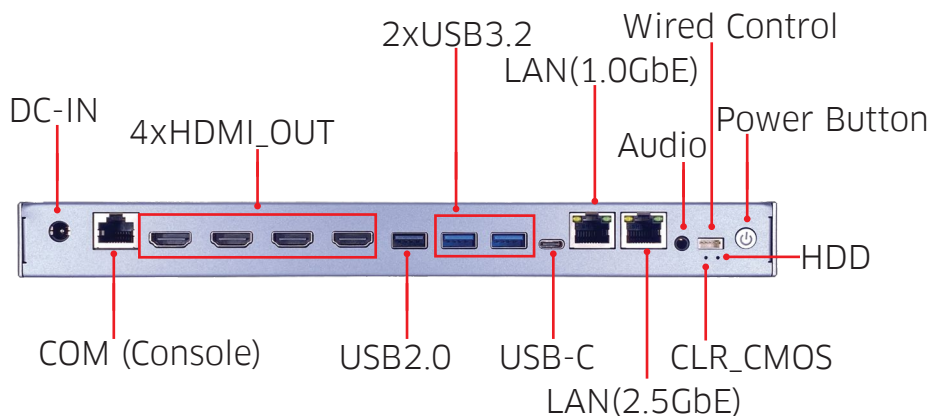 2xUSB3.2
Wired Control
LAN(1.0GbE)
DC-IN
4xHDMI_OUT
Audio
Power Button
HDD
COM (Console)
USB2.0
USB-C
CLR_CMOS
LAN(2.5GbE)